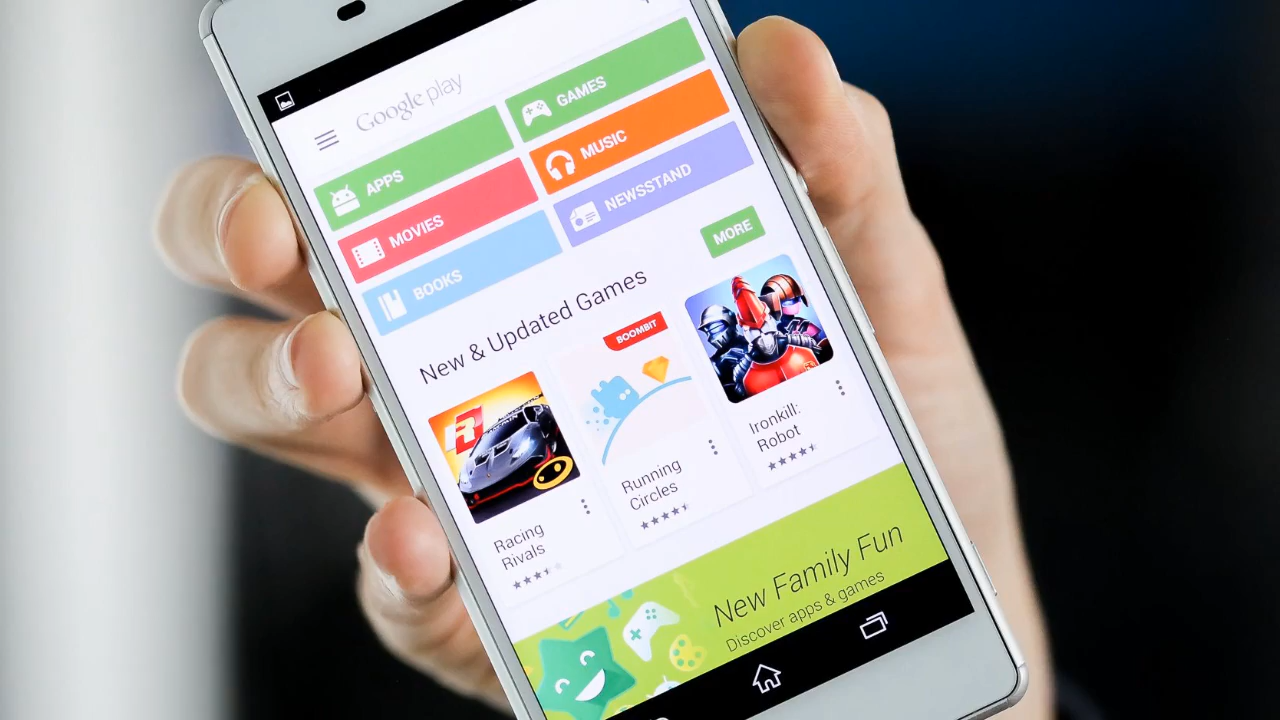 Google play
APPS
GAMES
MOVIES
MUSIC
BOOKS
NEWSSTAND
New & Updated Games
MORE
R
Racing
Rivals
BOOMBIT
Running
Circles
Ironkill:
Robot
New Family Fun
Discover apps & games